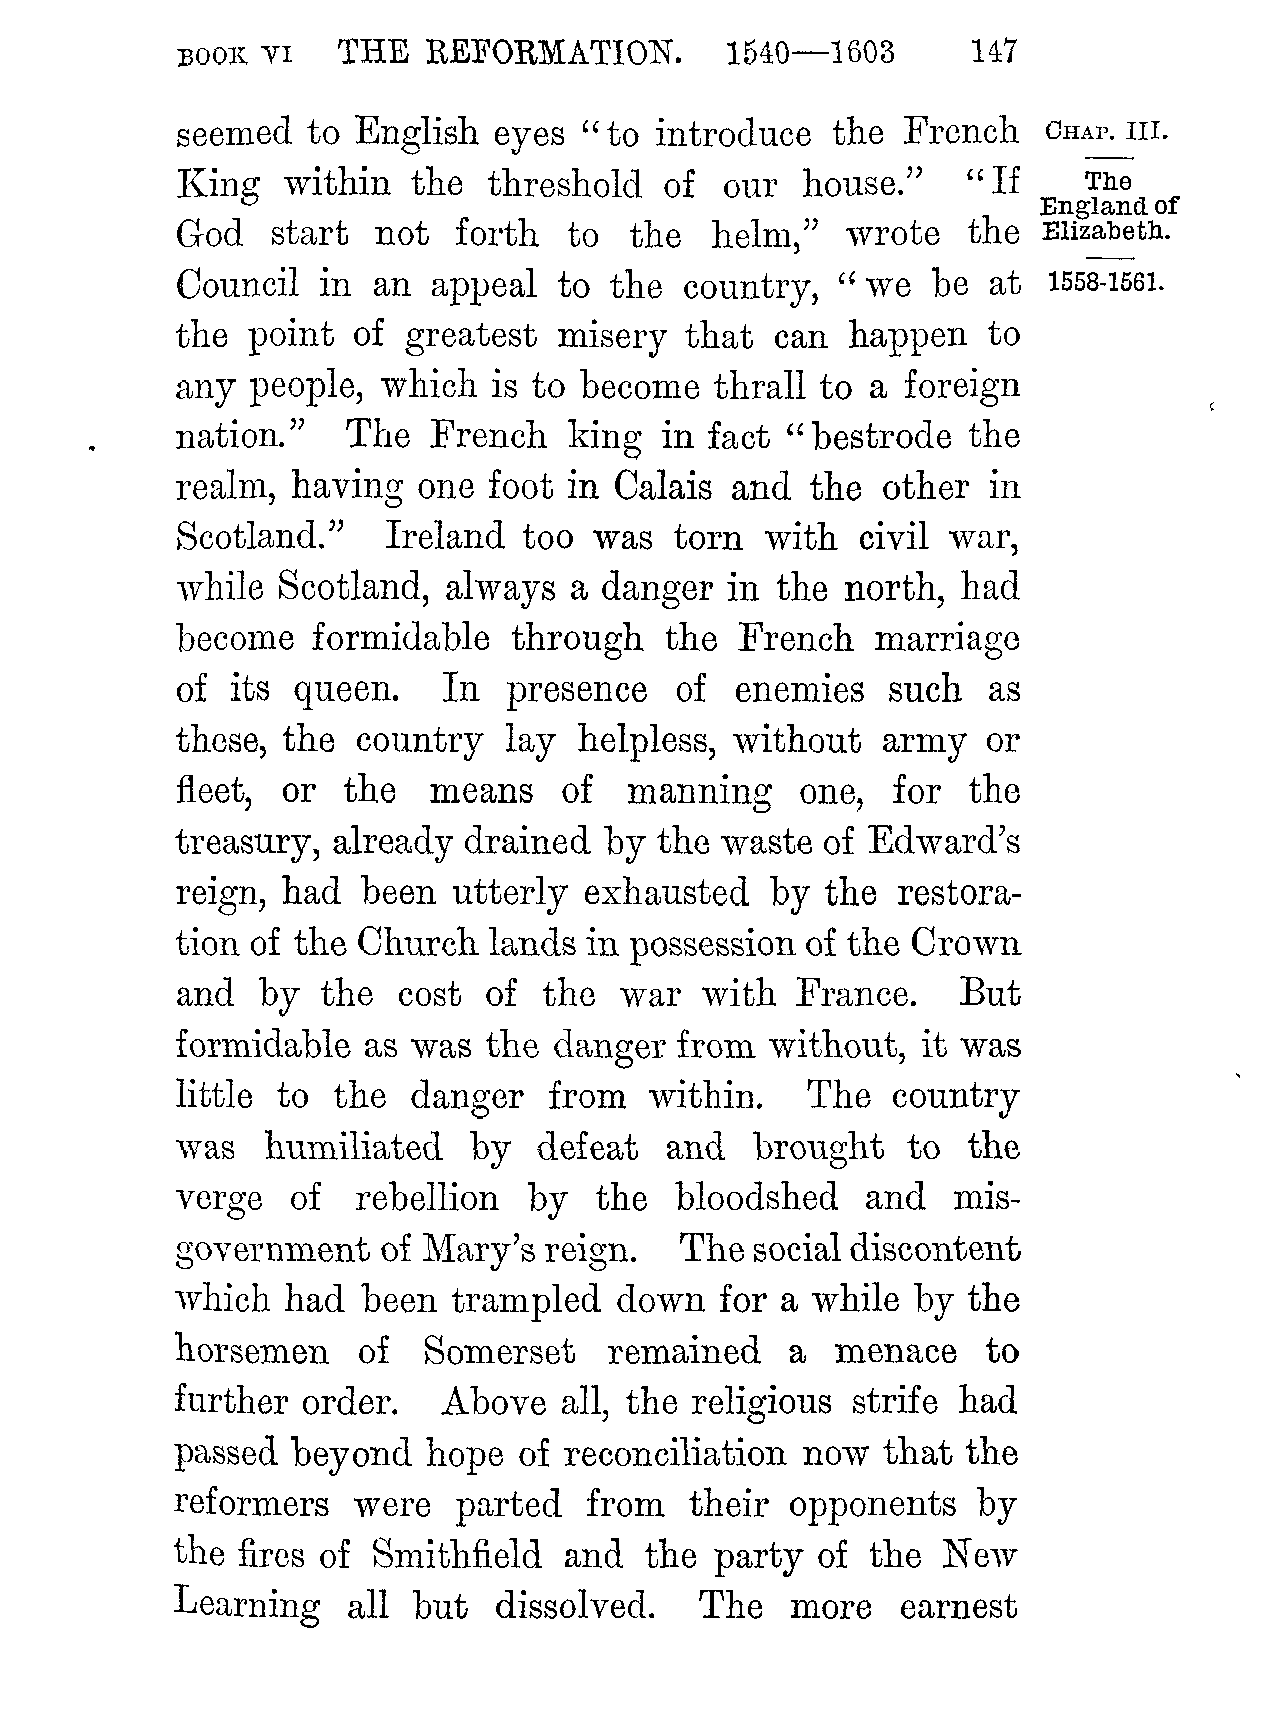 BOOK VI THE REFORMATION. 1540—1603 147
seemed to English eyes “to introduce the French
King within the threshold of our house.” “If
God start not forth to the helm,” wrote the
Council in an appeal to the country, “we be at
the point of greatest misery that can happen to
any people, which is to become thrall to a foreign
nation.” The French king in fact “bestrode the
realm, having one foot in Calais and the other in
Scotland.” Ireland too was torn with civil war,
while Scotland, always a danger in the north, had
become formidable through the French marriage
of its queen. In presence of enemies such as
these, the country lay helpless, without army or
fleet, or the means of manning one, for the
treasury, already drained by the waste of Edward’s
reign, had been utterly exhausted by the restora-
tion of the Church lands in possession of the Crown
and by the cost of the war with France. But
formidable as was the danger from without, it was
little to the danger from within. The country
was humiliated by defeat and brought to the
verge of rebellion by the bloodshed and mis-
government of Mary’s reign. The social discontent
which had been trampled down for a while by the
horsemen of Somerset remained a menace to
further order. Above all, the religious strife had
passed beyond hope of reconciliation now that the
reformers were parted from their opponents by
the fires of Smithfield and the party of the New
Learning all but dissolved. The more earnest
CHAP. III.
The
England of
Elizabeth.
1558-1561.